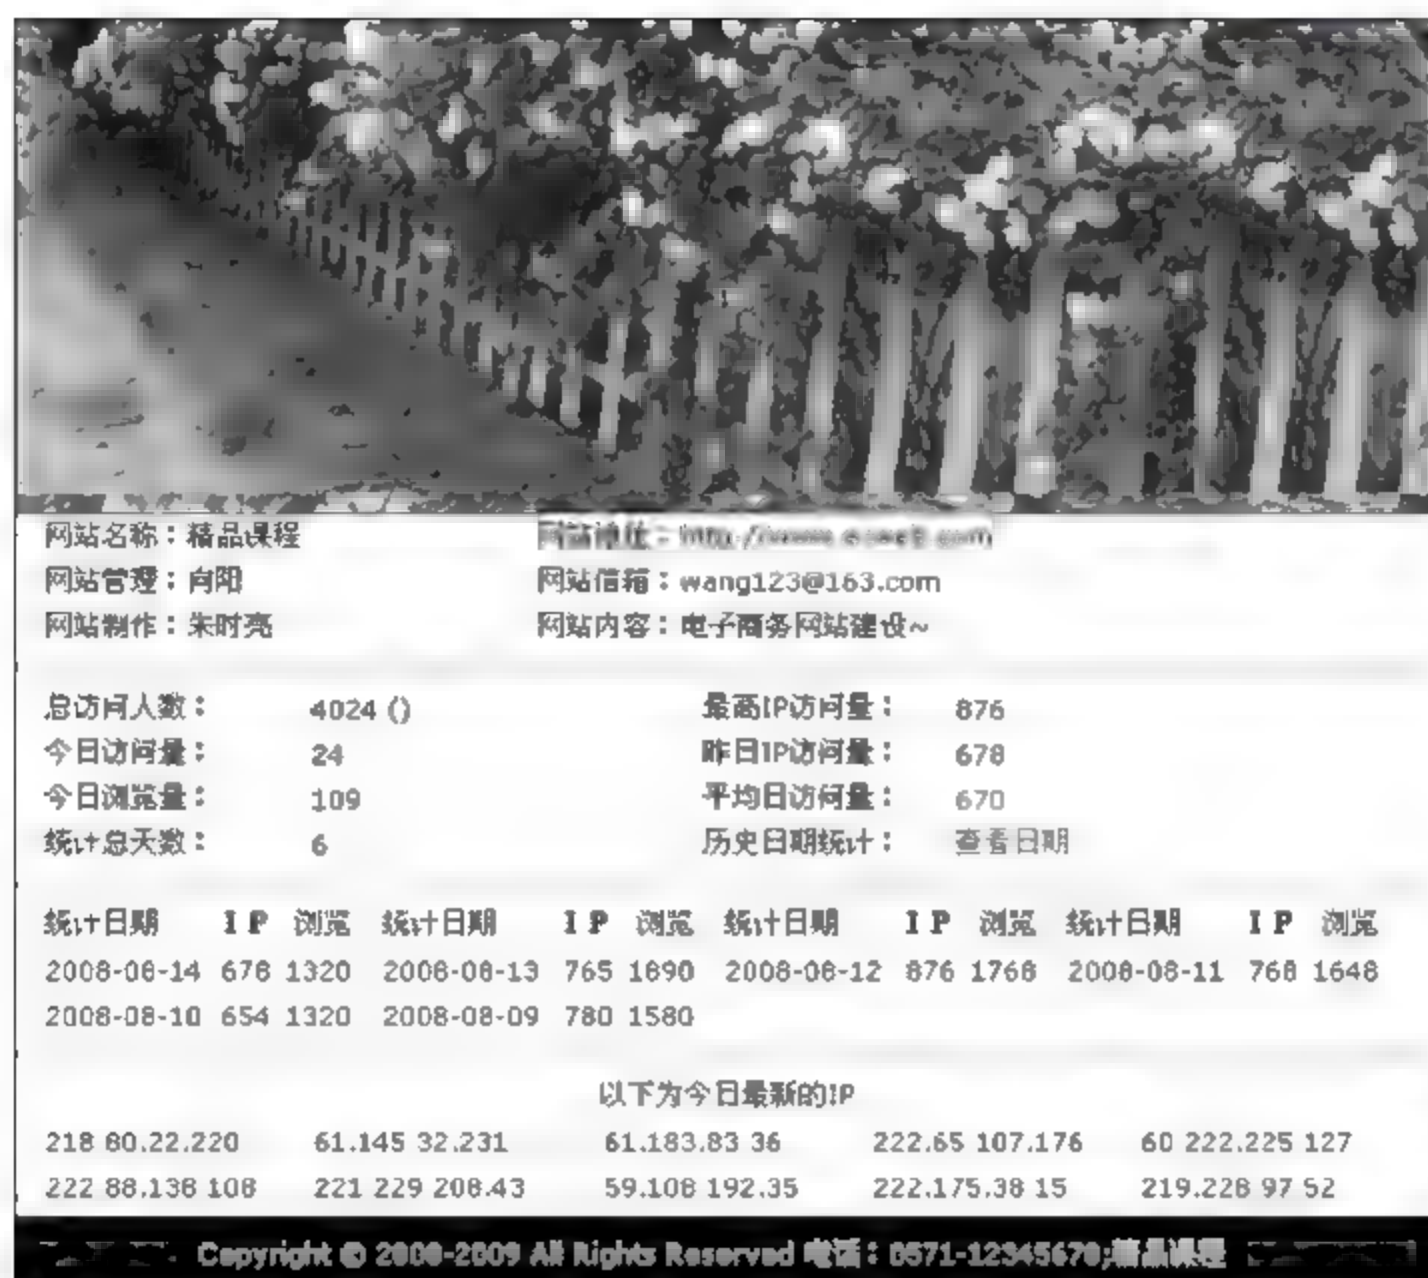 网站名称：精品课程 网站地址：http://www.
网站管理：向阳 网站信箱：wang123@163.com
网站制作：朱时亮 网站内容：电子商务网站建设~
总访问人数： 4024 () 最高IP访问量： 876
今日访问量： 24 昨日IP访问量： 678
今日浏览量： 109 平均日访问量： 670
统计总天数： 6 历史日期统计： 查看日期
统计日期 IP 浏览 统计日期 IP 浏览 统计日期 IP 浏览 统计日期 IP 浏览
2008-08-14 678 1320 2008-08-13 765 1890 2008-08-12 876 1768 2008-08-11 768 1648
2008-08-10 654 1320 2008-08-09 780 1580
以下为今日最新的IP
218.80.22.220 61.145.32.231 61.183.83.36 222.65.107.176 60.222.225.127
222.88.138.108 221.229.208.43 59.108.192.35 222.175.38.15 219.228.97.52
Copyright © 2008-2009 All Rights Reserved 电话：0571-12345678;精品课程